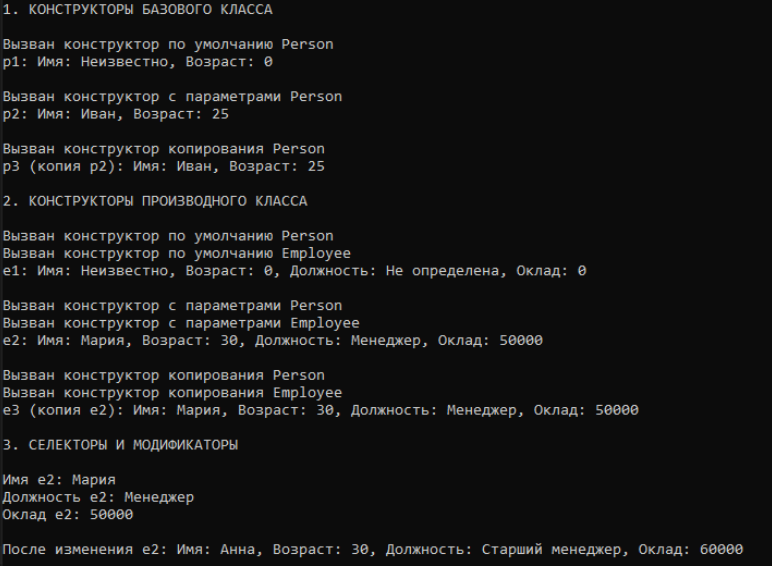 1. КОНСТРУКТОРЫ БАЗОВОГО КЛАССА
Вызван конструктор по умолчанию Person
p1: Имя: Неизвестно, Возраст: 0
Вызван конструктор с параметрами Person
p2: Имя: Иван, Возраст: 25
Вызван конструктор копирования Person
p3 (копия p2): Имя: Иван, Возраст: 25
2. КОНСТРУКТОРЫ ПРОИЗВОДНОГО КЛАССА
Вызван конструктор по умолчанию Person
Вызван конструктор по умолчанию Employee
e1: Имя: Неизвестно, Возраст: 0, Должность: Не определена, Оклад: 0
Вызван конструктор с параметрами Person
Вызван конструктор с параметрами Employee
e2: Имя: Мария, Возраст: 30, Должность: Менеджер, Оклад: 50000
Вызван конструктор копирования Person
Вызван конструктор копирования Employee
e3 (копия e2): Имя: Мария, Возраст: 30, Должность: Менеджер, Оклад: 50000
3. СЕЛЕКТОРЫ И МОДИФИКАТОРЫ
Имя e2: Мария
Должность e2: Менеджер
Оклад e2: 50000
После изменения e2: Имя: Анна, Возраст: 30, Должность: Старший менеджер, Оклад: 60000